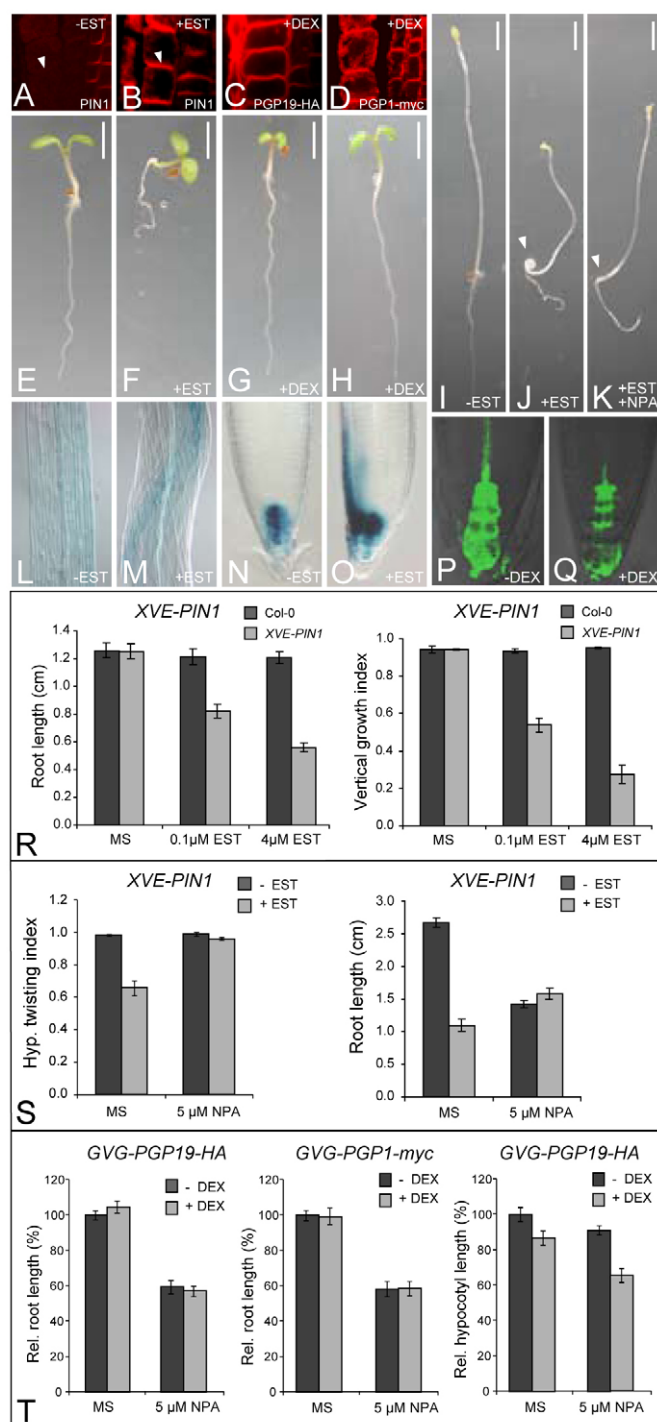 -EST
+EST
+DEX
+DEX
A
PIN1
B
PIN1
C
PGP19-HA
D
PGP1-myc
E
F
+EST
G
+DEX
H
+DEX
I
-EST
J
+EST
K
+EST
+NPA
L
-EST
M
+EST
N
-EST
O
+EST
P
-DEX
Q
+DEX
XVE-PIN1
Col-0
XVE-PIN1
Root length (cm)
1.4
1.2
1.0
0.8
0.6
0.4
0.2
0.0
MS
0.1µM EST
4µM EST
XVE-PIN1
Col-0
XVE-PIN1
Vertical growth index
1.0
0.8
0.6
0.4
0.2
0.0
MS
0.1µM EST
4µM EST
R
XVE-PIN1
- EST
+ EST
Hyp. twisting index
1.2
1.0
0.8
0.6
0.4
0.2
0.0
MS
5 µM NPA
XVE-PIN1
- EST
+ EST
Root length (cm)
3.0
2.5
2.0
1.5
1.0
0.5
0.0
MS
5 µM NPA
S
GVG-PGP19-HA
- DEX
+ DEX
Rel. root length (%)
120
100
80
60
40
20
0
MS
5 µM NPA
GVG-PGP1-myc
- DEX
+ DEX
Rel. root length (%)
120
100
80
60
40
20
0
MS
5 µM NPA
GVG-PGP19-HA
- DEX
+ DEX
Rel. hypocotyl length (%)
120
100
80
60
40
20
0
MS
5 µM NPA
T